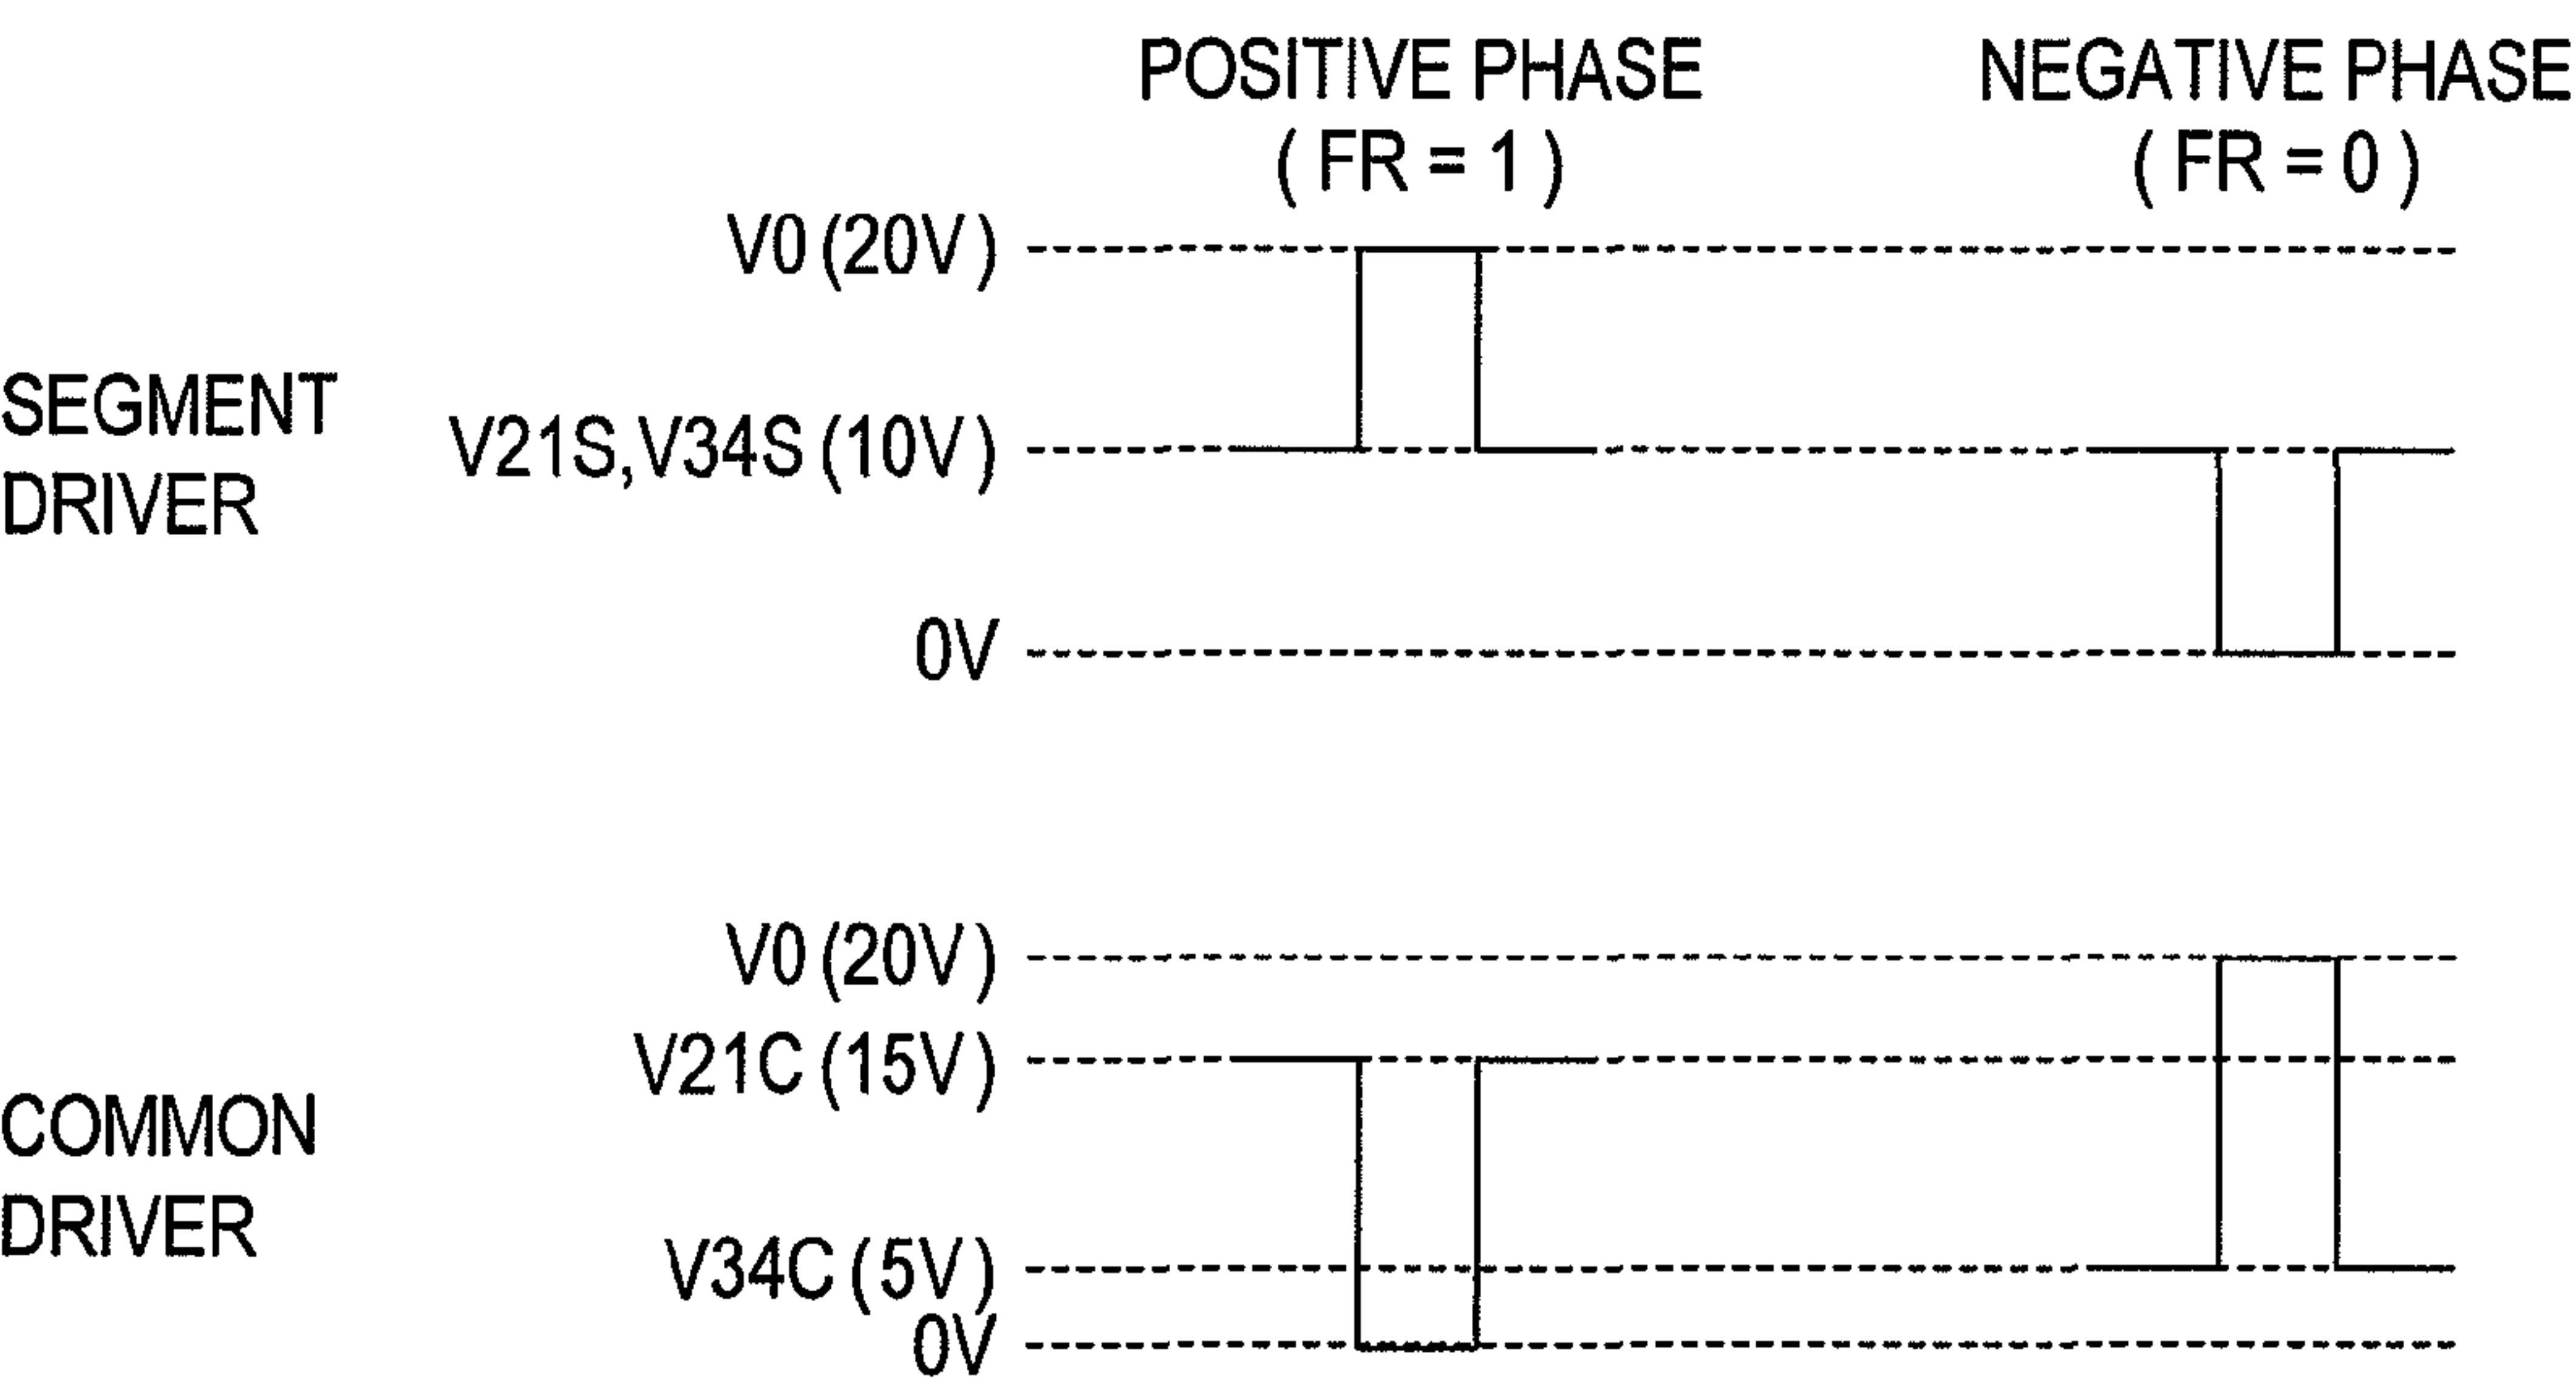 POSITIVE PHASE
( FR = 1 )
NEGATIVE PHASE
( FR = 0 )
V0 (20V)
SEGMENT
DRIVER
V21S,V34S (10V)
0V
V0 (20V)
V21C (15V)
COMMON
DRIVER
V34C (5V)
0V